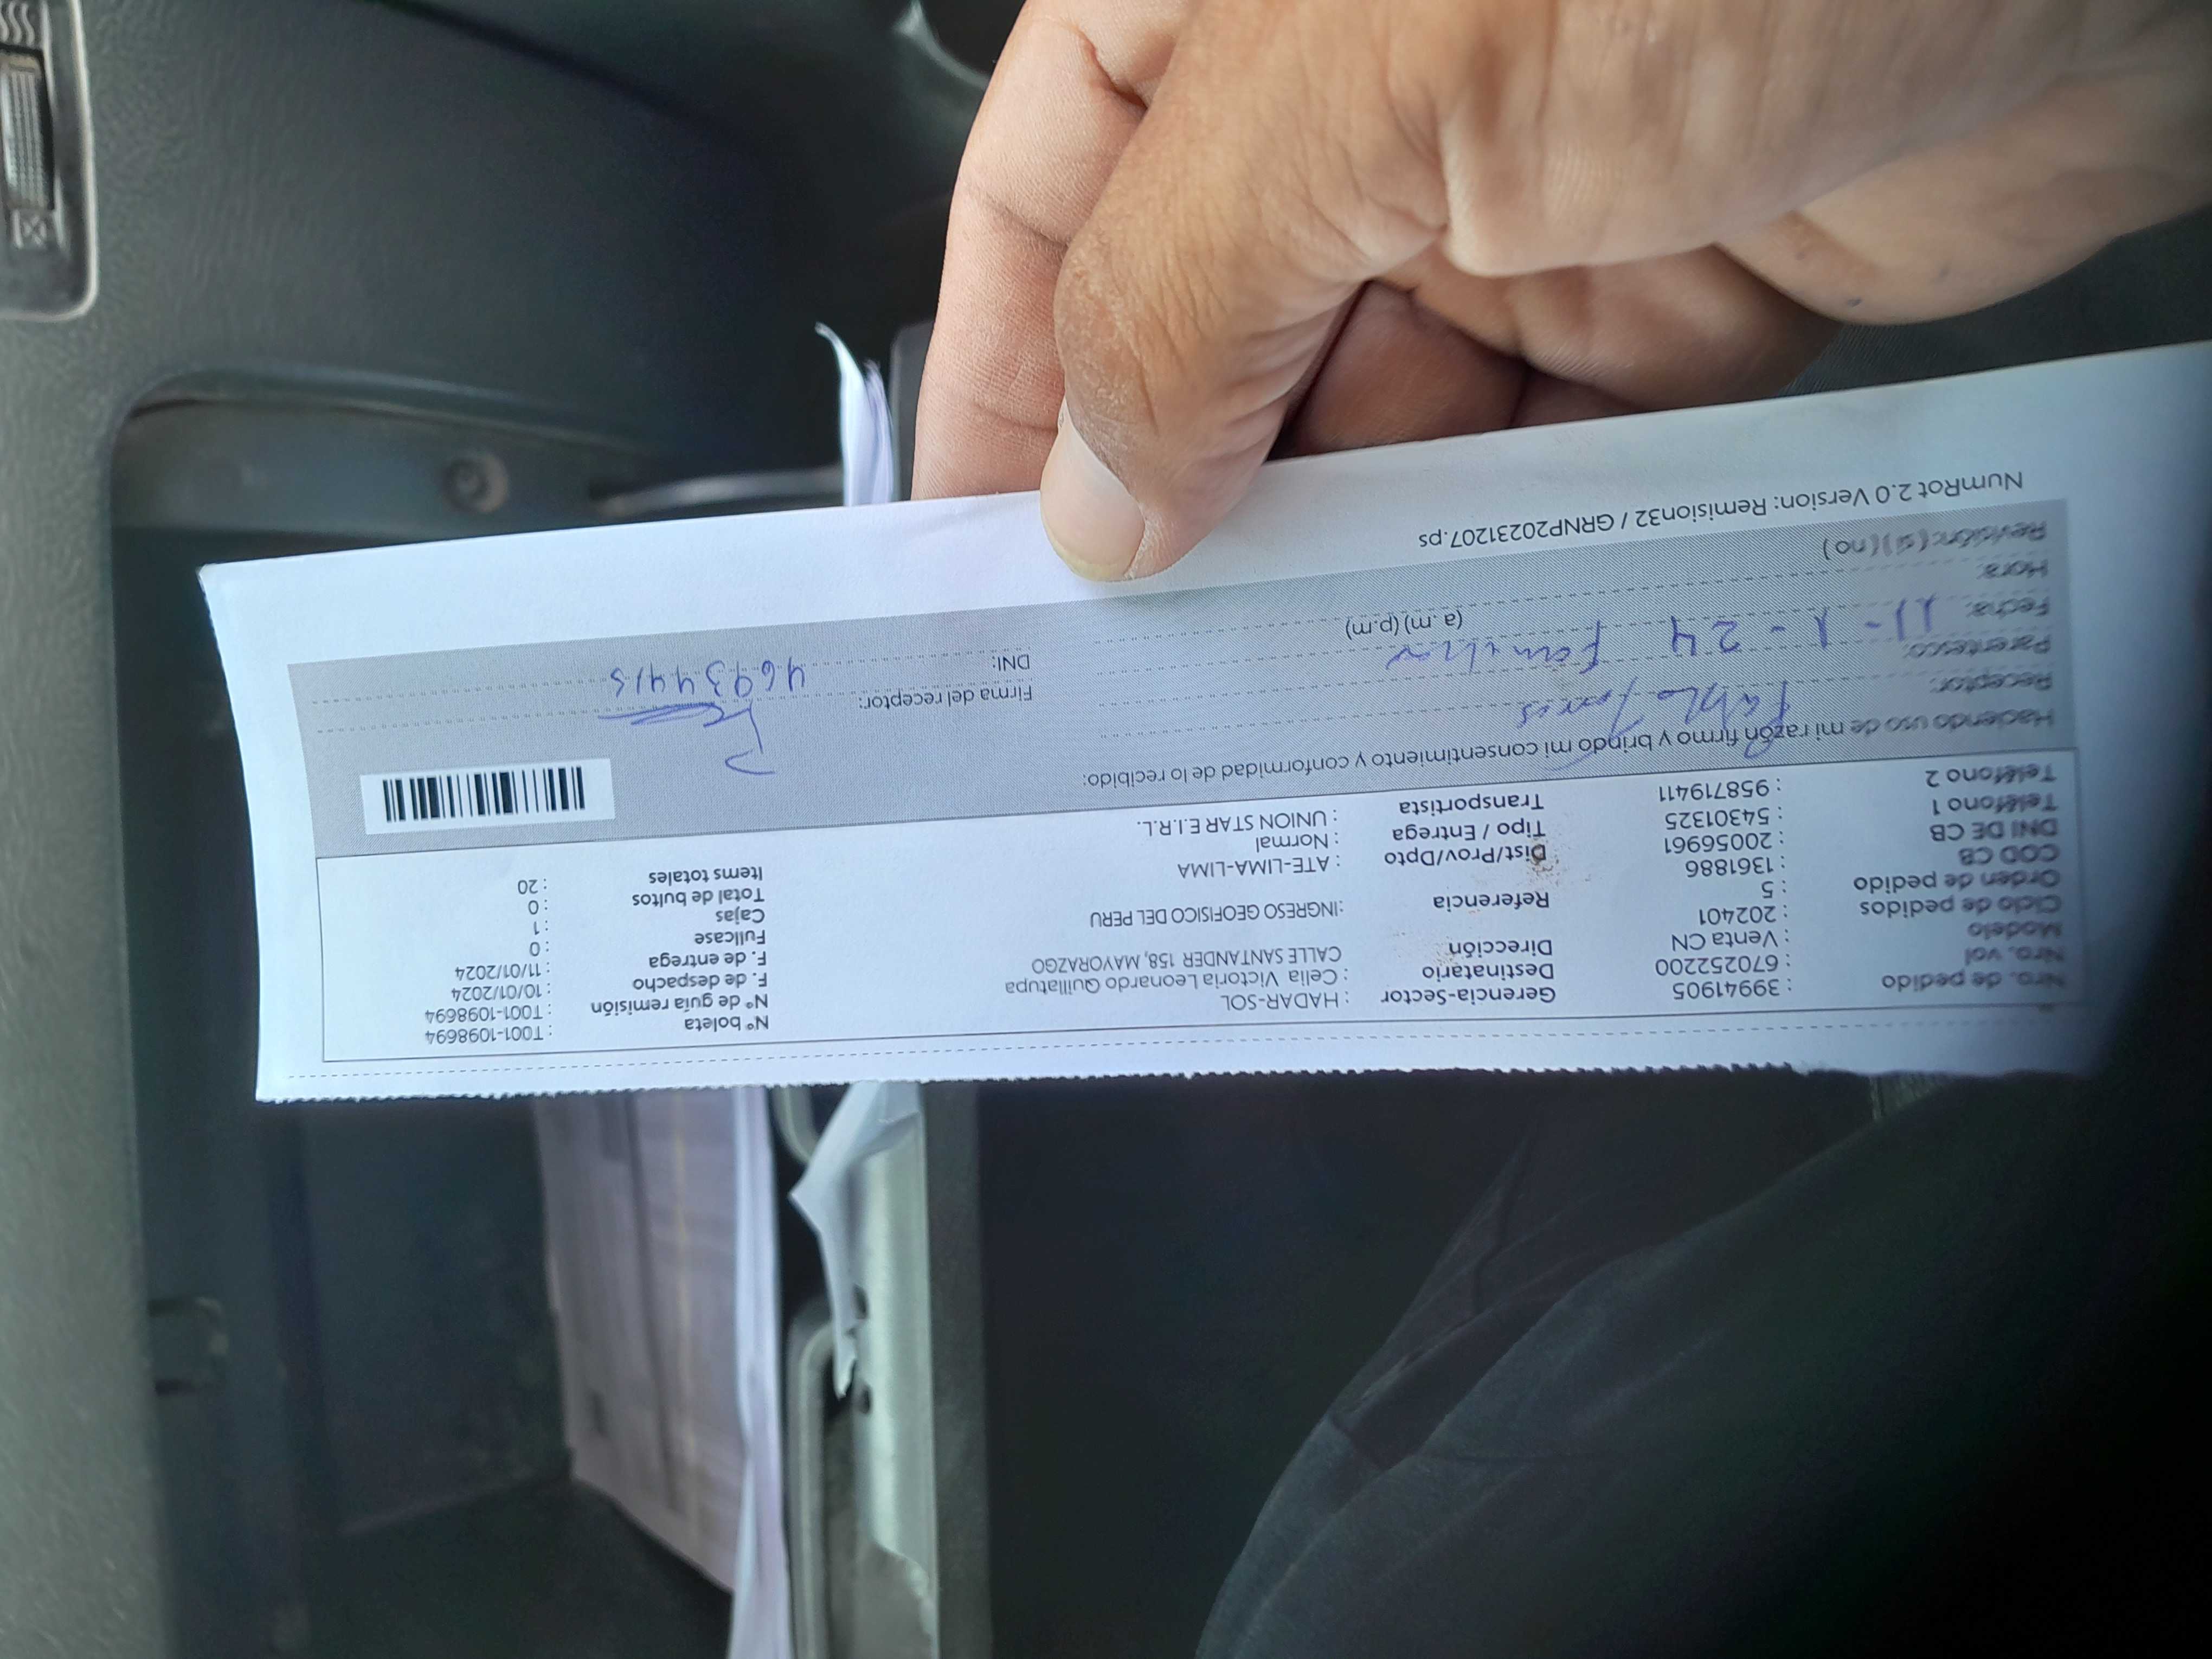 Nro. de pedido : 39941905 Gerencia-Sector : HADAR-SOL N° boleta : T001-1098694
Nro. vol : 670252200 Destinatario : Celia Victoria Leonardo Quillatupa N° de guía remisión : T001-1098694
Modelo : Venta CN Dirección CALLE SANTANDER 158, MAYORAZGO F. de despacho : 10/01/2024
Ciclo de pedidos : 202401 F. de entrega : 11/01/2024
Orden de pedido : 5 Referencia :INGRESO GEOFISICO DEL PERU Fullcase : 0
COD CB : 1361886 Cajas : 1
DNI DE CB : 20056961 Dist/Prov/Dpto : ATE-LIMA-LIMA Total de bultos : 0
Teléfono 1 : 54301325 Tipo / Entrega : Normal Items totales : 20
Teléfono 2 : 958719411 Transportista : UNION STAR E.I.R.L.
Haciendo uso de mi razón firmo y brindo mi consentimiento y conformidad de lo recibido:
Receptor: Pablo Torres Firma del receptor:
Parentesco: Familiar DNI: 46934415
Fecha: 11-1-24
Hora: (a.m) (p.m)
Revisión: (si) (no)
NumRot 2.0 Version: Remision32 / GRNP20231207.ps